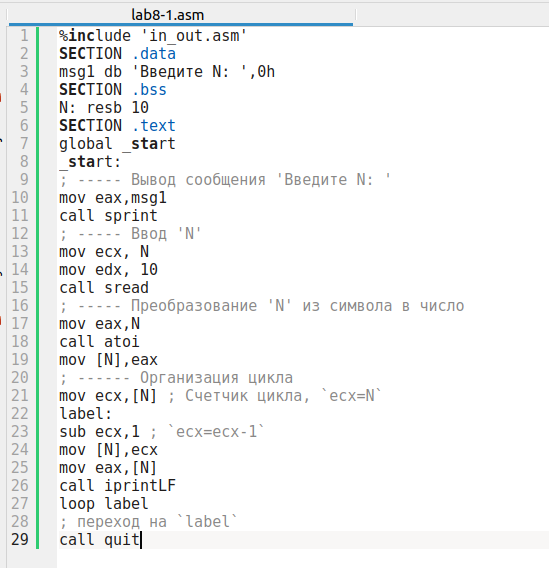 lab8-1.asm
1 %include 'in_out.asm'
2 SECTION .data
3 msg1 db 'Введите N: ',0h
4 SECTION .bss
5 N: resb 10
6 SECTION .text
7 global _start
8 _start:
9 ; ----- Вывод сообщения 'Введите N: '
10 mov eax,msg1
11 call sprint
12 ; ----- Ввод 'N'
13 mov ecx, N
14 mov edx, 10
15 call sread
16 ; ----- Преобразование 'N' из символа в число
17 mov eax,N
18 call atoi
19 mov [N],eax
20 ; ------ Организация цикла
21 mov ecx,[N] ; Счетчик цикла, `ecx=N`
22 label:
23 sub ecx,1 ; `ecx=ecx-1`
24 mov [N],ecx
25 mov eax,[N]
26 call iprintLF
27 loop label
28 ; переход на `label`
29 call quit